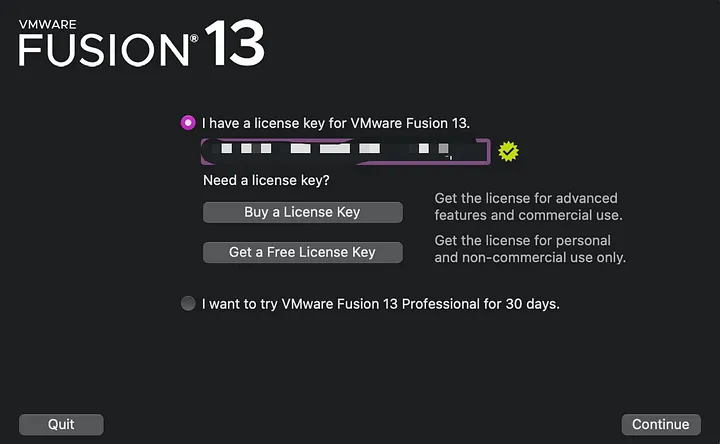 VMWARE
FUSION® 13
I have a license key for VMware Fusion 13.
Need a license key?
Buy a License Key
Get the license for advanced
features and commercial use.
Get a Free License Key
Get the license for personal
and non-commercial use only.
I want to try VMware Fusion 13 Professional for 30 days.
Quit
Continue